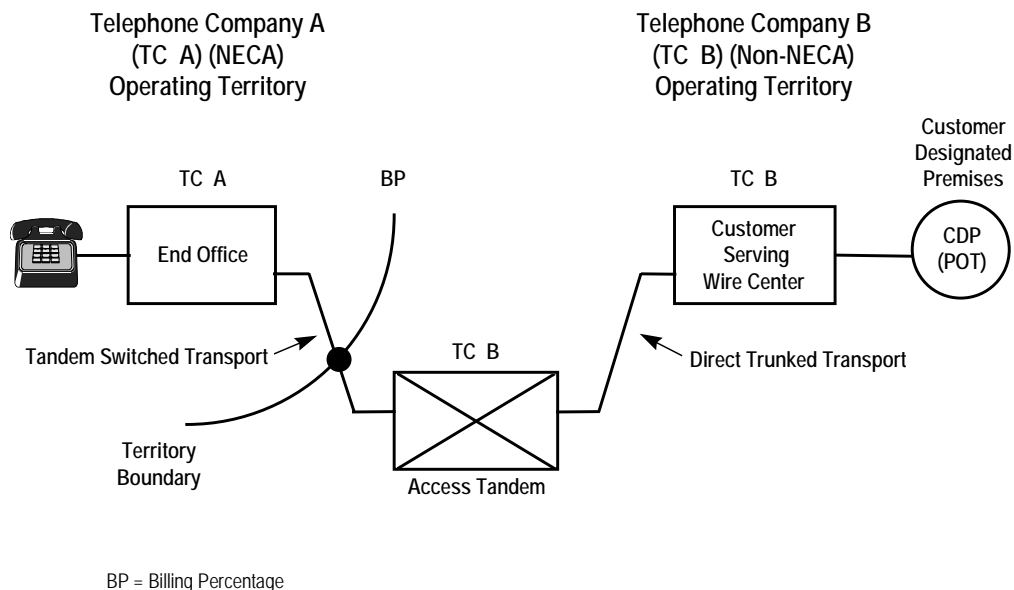 Telephone Company A
(TC A) (NECA)
Operating Territory
Telephone Company B
(TC B) (Non-NECA)
Operating Territory
Customer
Designated
Premises
TC A
BP
TC B
End Office
Customer
Serving
Wire Center
CDP
(POT)
Tandem Switched Transport
TC B
Direct Trunked Transport
Territory
Boundary
Access Tandem
BP = Billing Percentage